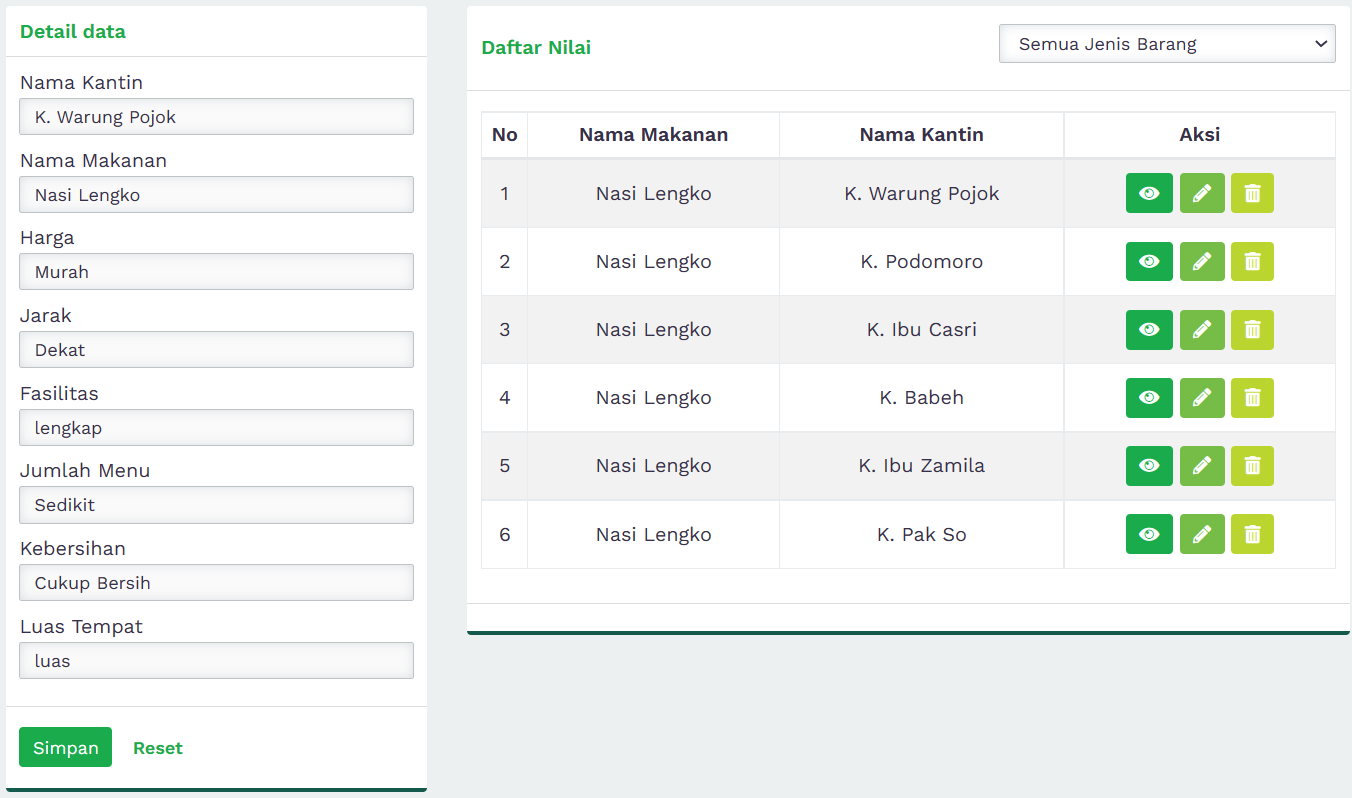 Detail data
Nama Kantin
K. Warung Pojok
Nama Makanan
Nasi Lengko
Harga
Murah
Jarak
Dekat
Fasilitas
lengkap
Jumlah Menu
Sedikit
Kebersihan
Cukup Bersih
Luas Tempat
luas
Simpan Reset
Daftar Nilai Semua Jenis Barang
No Nama Makanan Nama Kantin Aksi
1 Nasi Lengko K. Warung Pojok
2 Nasi Lengko K. Podomoro
3 Nasi Lengko K. Ibu Casri
4 Nasi Lengko K. Babeh
5 Nasi Lengko K. Ibu Zamila
6 Nasi Lengko K. Pak So